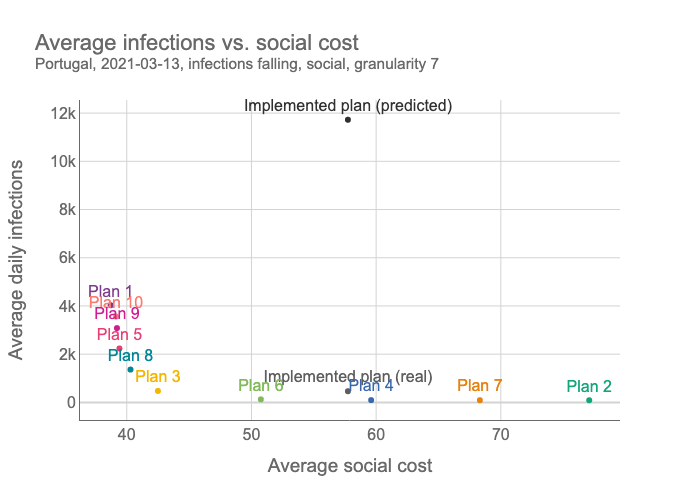 Average infections vs. social cost
Portugal, 2021-03-13, infections falling, social, granularity 7
Implemented plan (predicted)
12k
10k
8k
6k
4k
2k
0
Average daily infections
Plan 1
Plan 10
Plan 9
Plan 5
Plan 8
Plan 3
Implemented plan (real)
Plan 6
Plan 4
Plan 7
Plan 2
40
50
60
70
Average social cost